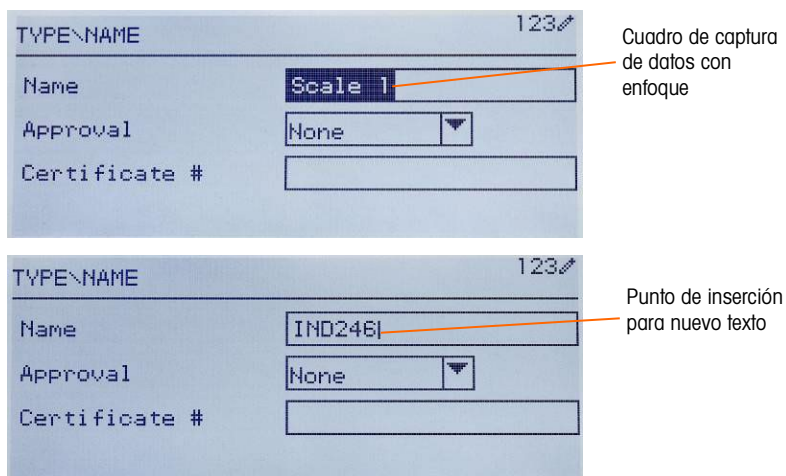 TYPE\NAME
123
Name
Scale 1
Approval
None
Certificate #
Cuadro de captura
de datos con
enfoque
TYPE\NAME
123
Name
IND246
Approval
None
Certificate #
Punto de inserción
para nuevo texto